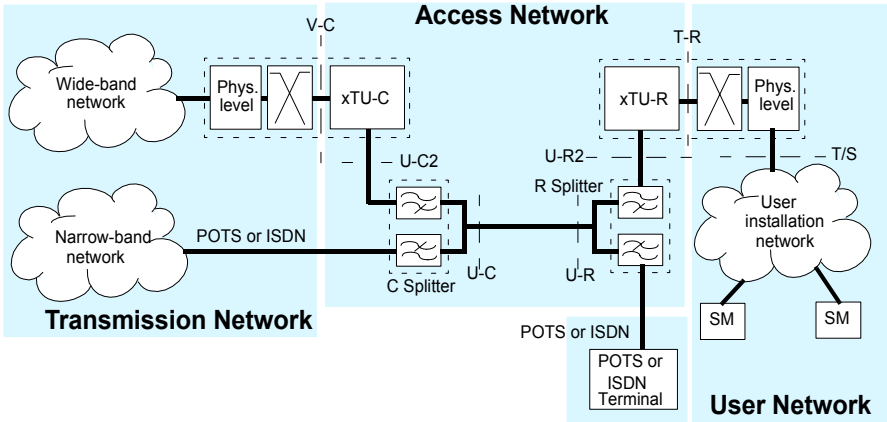 Access Network
V-C
T-R
Wide-band
network
Phys.
level
xTU-C
xTU-R
Phys.
level
U-C2
U-R2
T/S
R Splitter
User
installation
network
Narrow-band
network
POTS or ISDN
U-C
U-R
C Splitter
SM
SM
Transmission Network
POTS or ISDN
POTS or
ISDN
Terminal
User Network